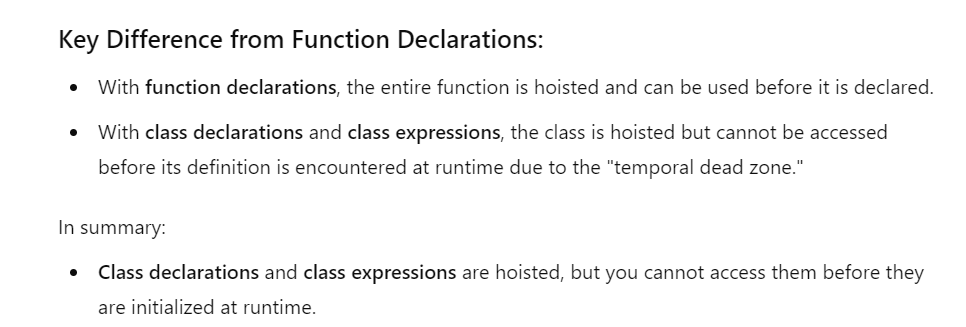 Key Difference from Function Declarations:
• With function declarations, the entire function is hoisted and can be used before it is declared.
• With class declarations and class expressions, the class is hoisted but cannot be accessed
before its definition is encountered at runtime due to the "temporal dead zone."
In summary:
• Class declarations and class expressions are hoisted, but you cannot access them before they
are initialized at runtime.